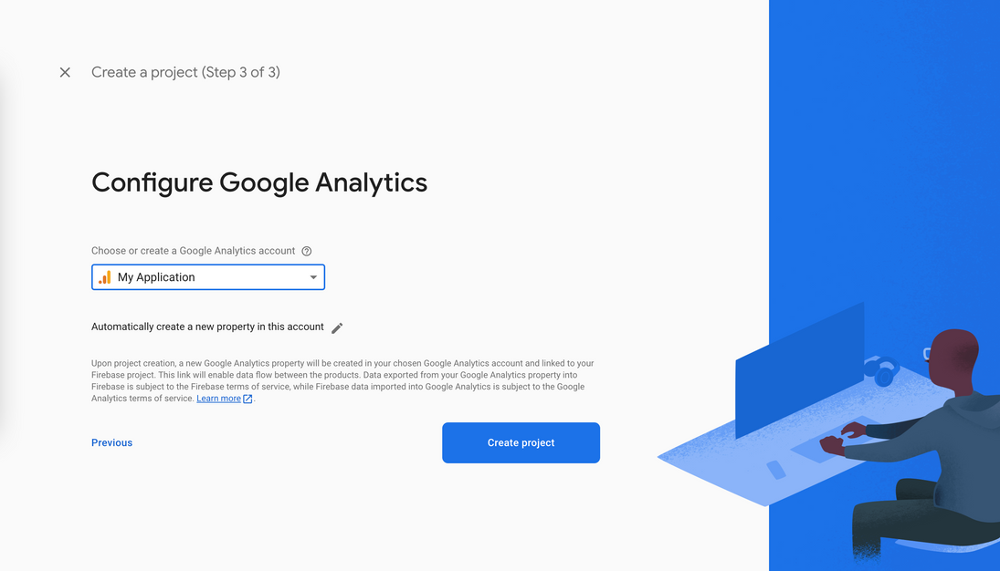 Create a project (Step 3 of 3)
Configure Google Analytics
Choose or create a Google Analytics account
My Application
Automatically create a new property in this account
Upon project creation, a new Google Analytics property will be created in your chosen Google Analytics account and linked to your
Firebase project. This link will enable data flow between the products. Data exported from your Google Analytics property into
Firebase is subject to the Firebase terms of service, while Firebase data imported into Google Analytics is subject to the Google
Analytics terms of service. Learn more .
Previous
Create project